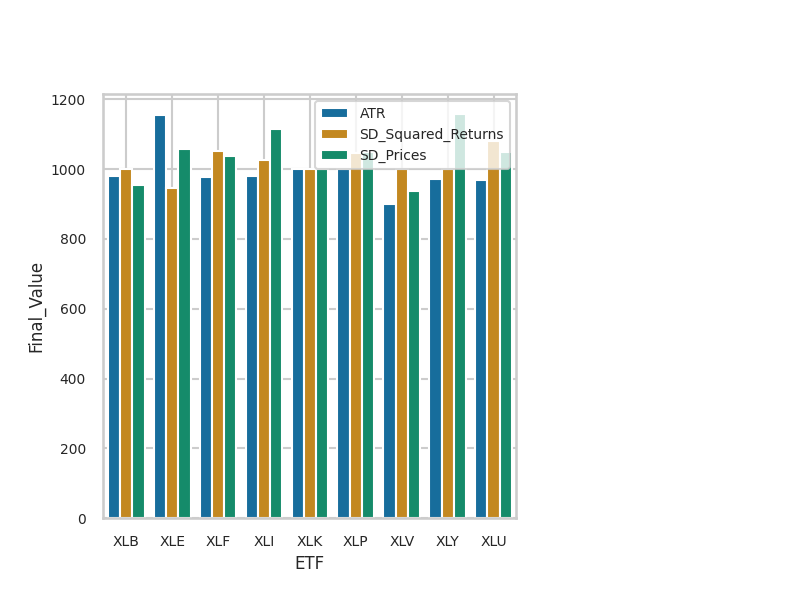 1200
1000
800
600
400
200
0
Final_Value
ATR
SD_Squared_Returns
SD_Prices
XLB XLE XLF XLI XLK XLP XLV XLY XLU
ETF